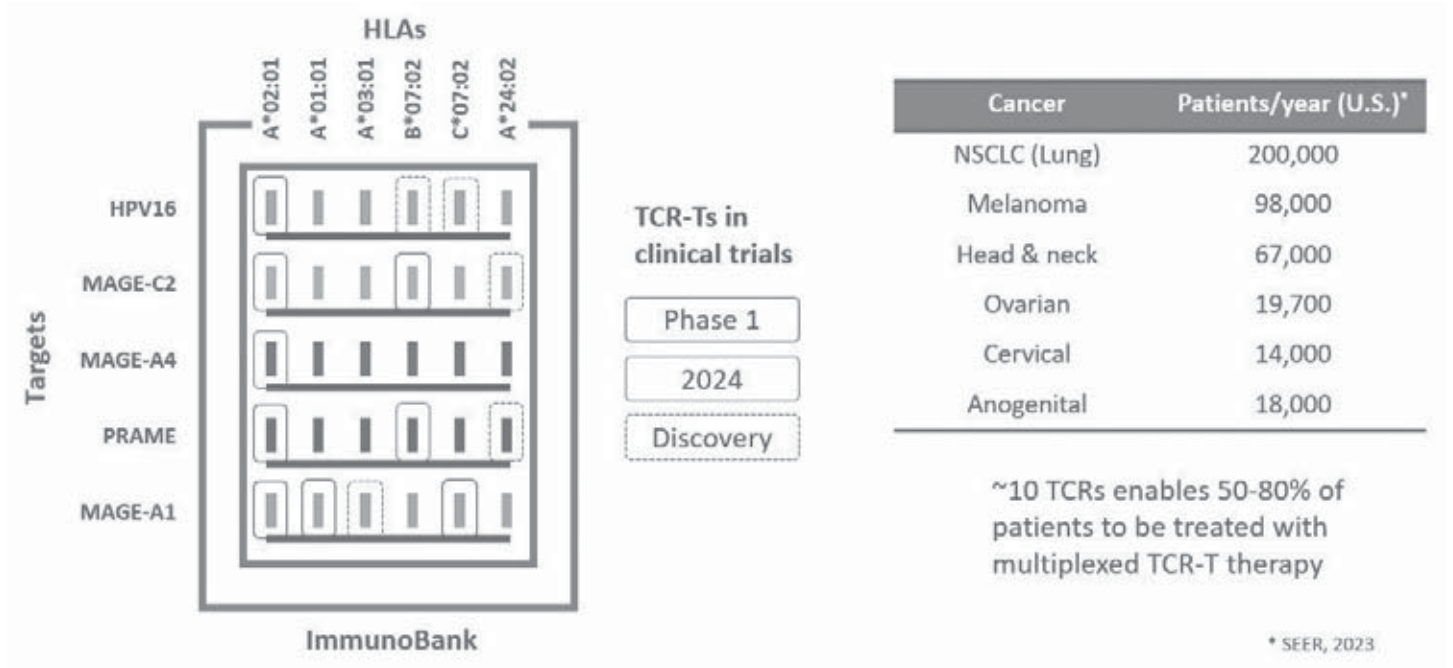 HLAs
A*02:01
A*01:01
A*03:01
B*07:02
C*07:02
A*24:02
Targets
HPV16
MAGE-C2
MAGE-A4
PRAME
MAGE-A1
ImmunoBank
TCR-Ts in
clinical trials
Phase 1
2024
Discovery
Cancer Patients/year (U.S.)*
NSCLC (Lung) 200,000
Melanoma 98,000
Head & neck 67,000
Ovarian 19,700
Cervical 14,000
Anogenital 18,000
~10 TCRs enables 50-80% of
patients to be treated with
multiplexed TCR-T therapy
* SEER, 2023